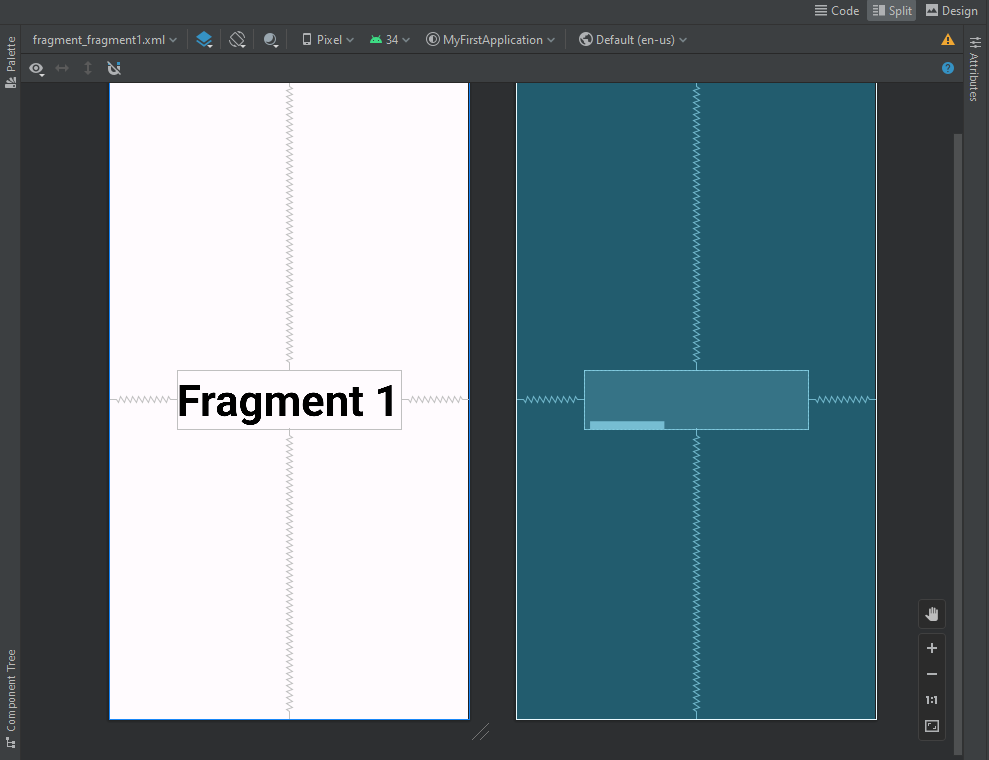 Code Split Design
Palette
fragment_fragment1.xml Pixel 34 MyFirstApplication Default (en-us)
Attributes
?
Fragment 1
Component Tree
+
−
1:1